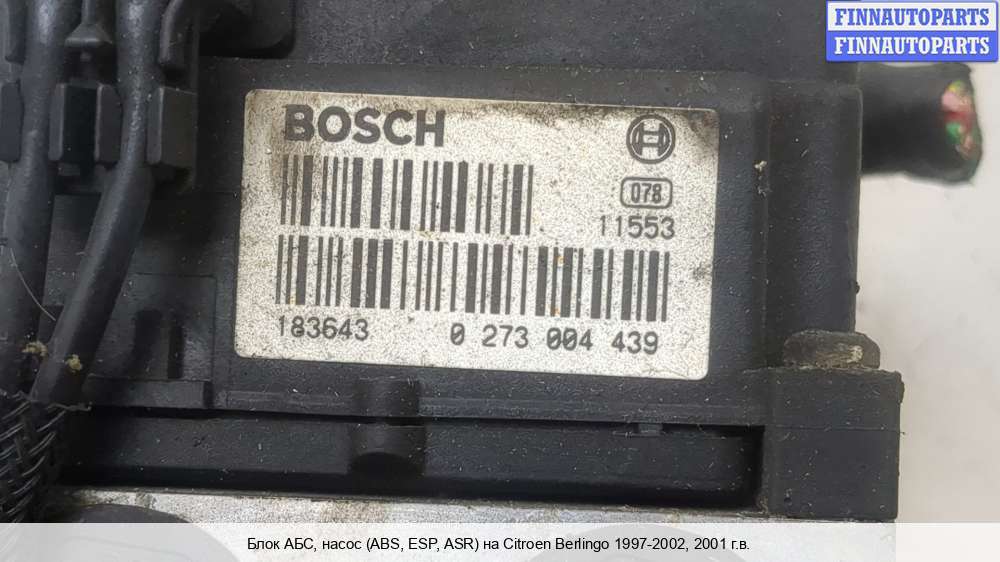 FINNAUTOPARTS
FINNAUTOPARTS
BOSCH
078
11553
183643 0 273 004 439
Блок АБС, насос (ABS, ESP, ASR) на Citroen Berlingo 1997-2002, 2001 г.в.